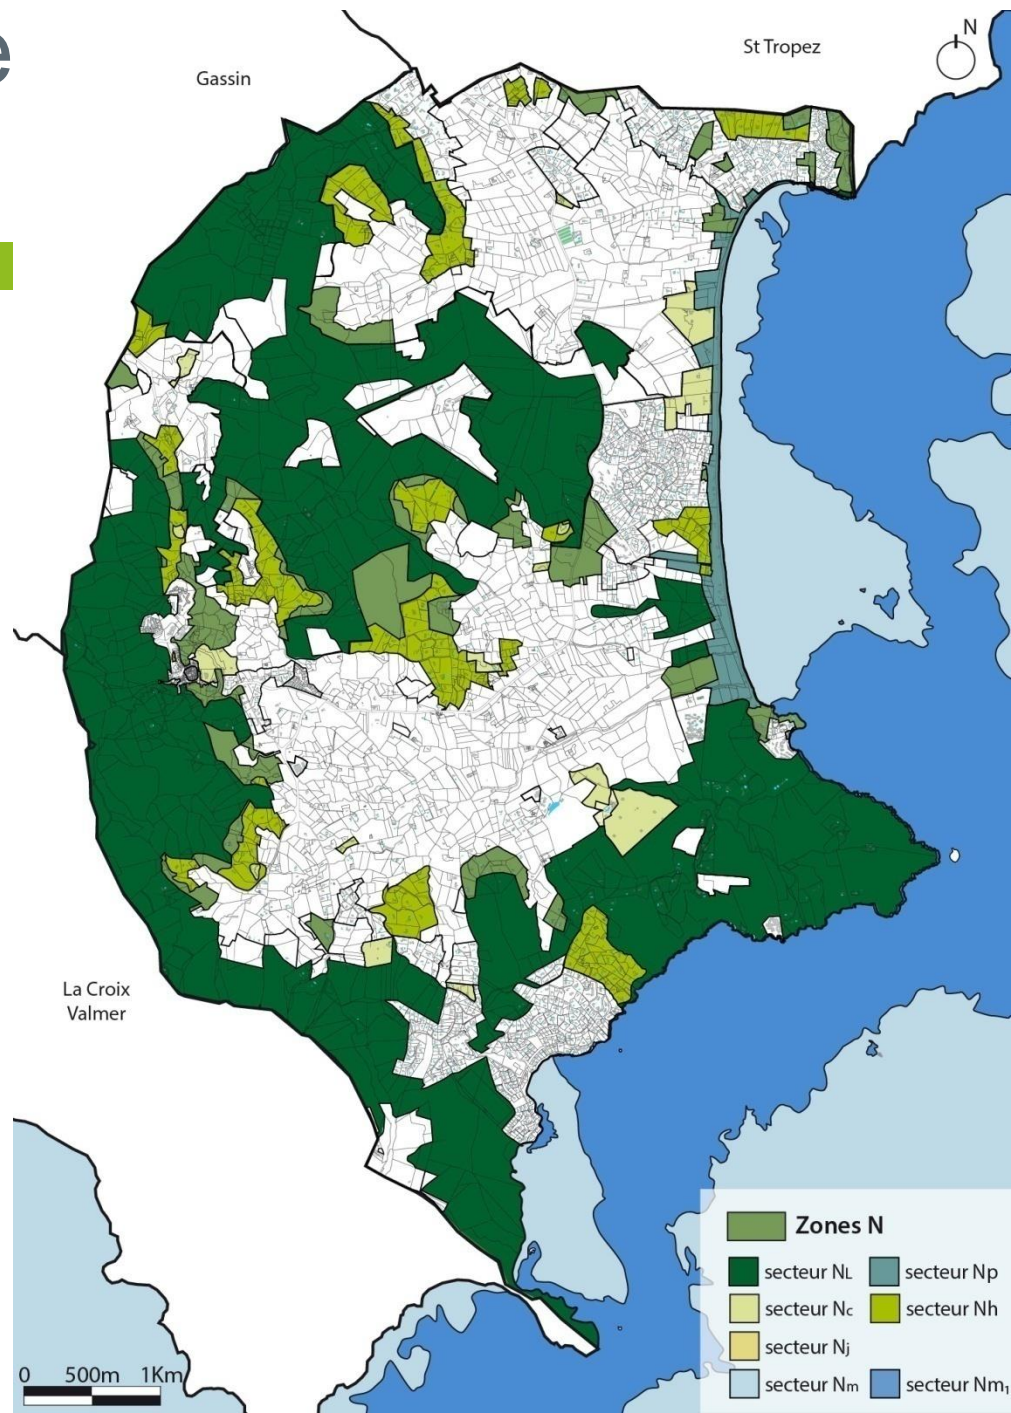 e
St Tropez
N
Gassin
La Croix
Valmer
Zones N
secteur NL
secteur Np
secteur Nc
secteur Nh
secteur Nj
secteur Nm
secteur Nm1
0 500m 1Km